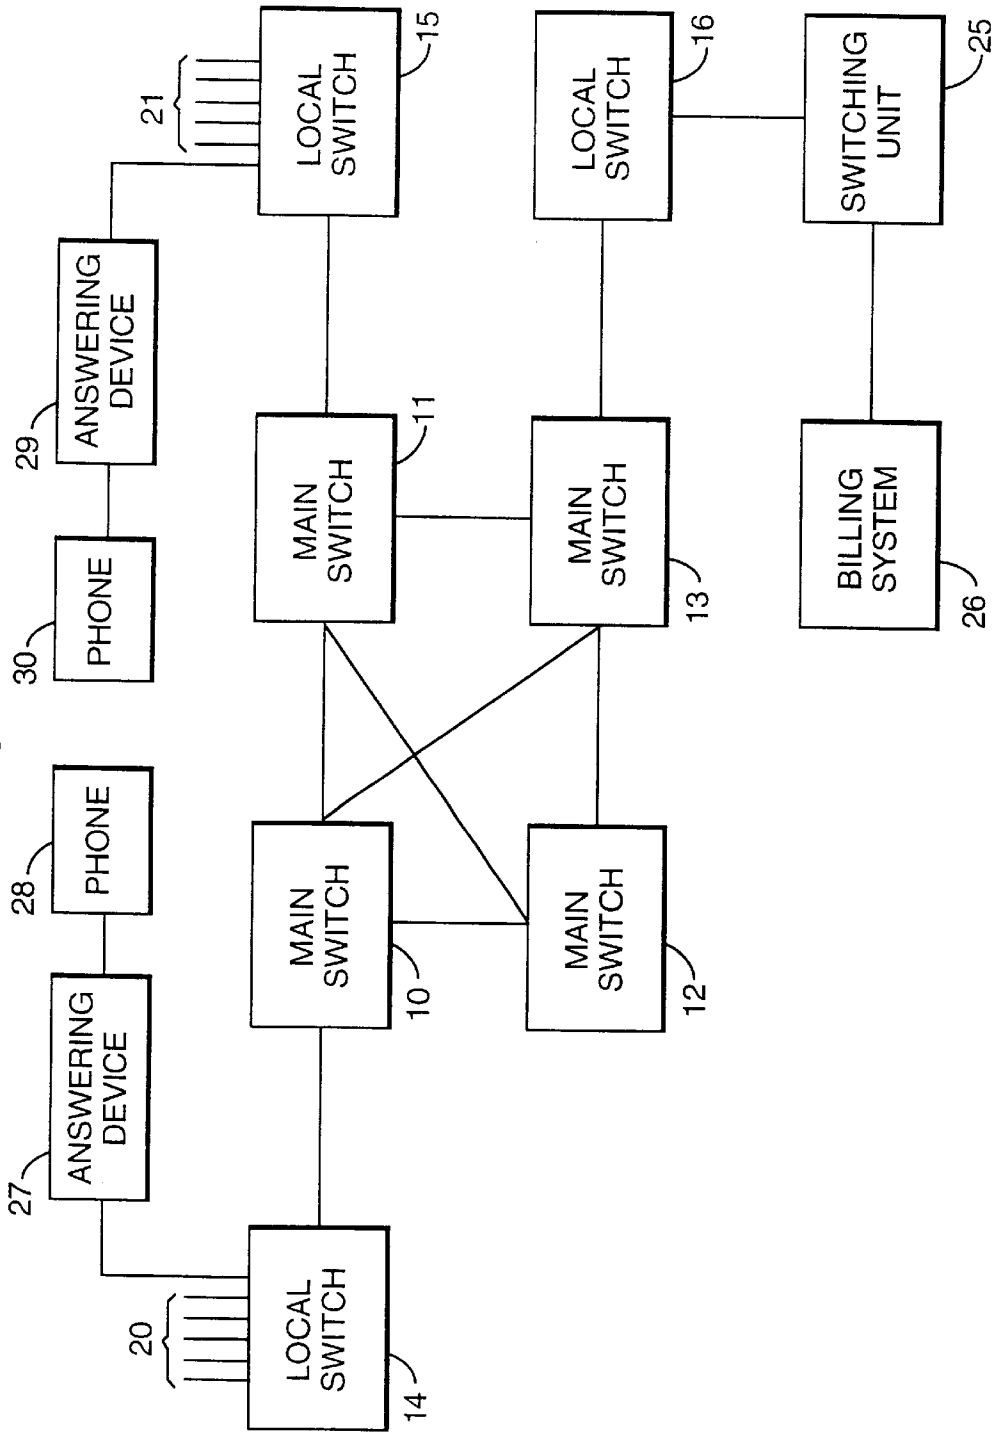 27
ANSWERING
DEVICE
28
PHONE
30
PHONE
29
ANSWERING
DEVICE
20
21
LOCAL
SWITCH
14
MAIN
SWITCH
10
MAIN
SWITCH
11
LOCAL
SWITCH
15
MAIN
SWITCH
12
MAIN
SWITCH
13
LOCAL
SWITCH
16
BILLING
SYSTEM
26
SWITCHING
UNIT
25